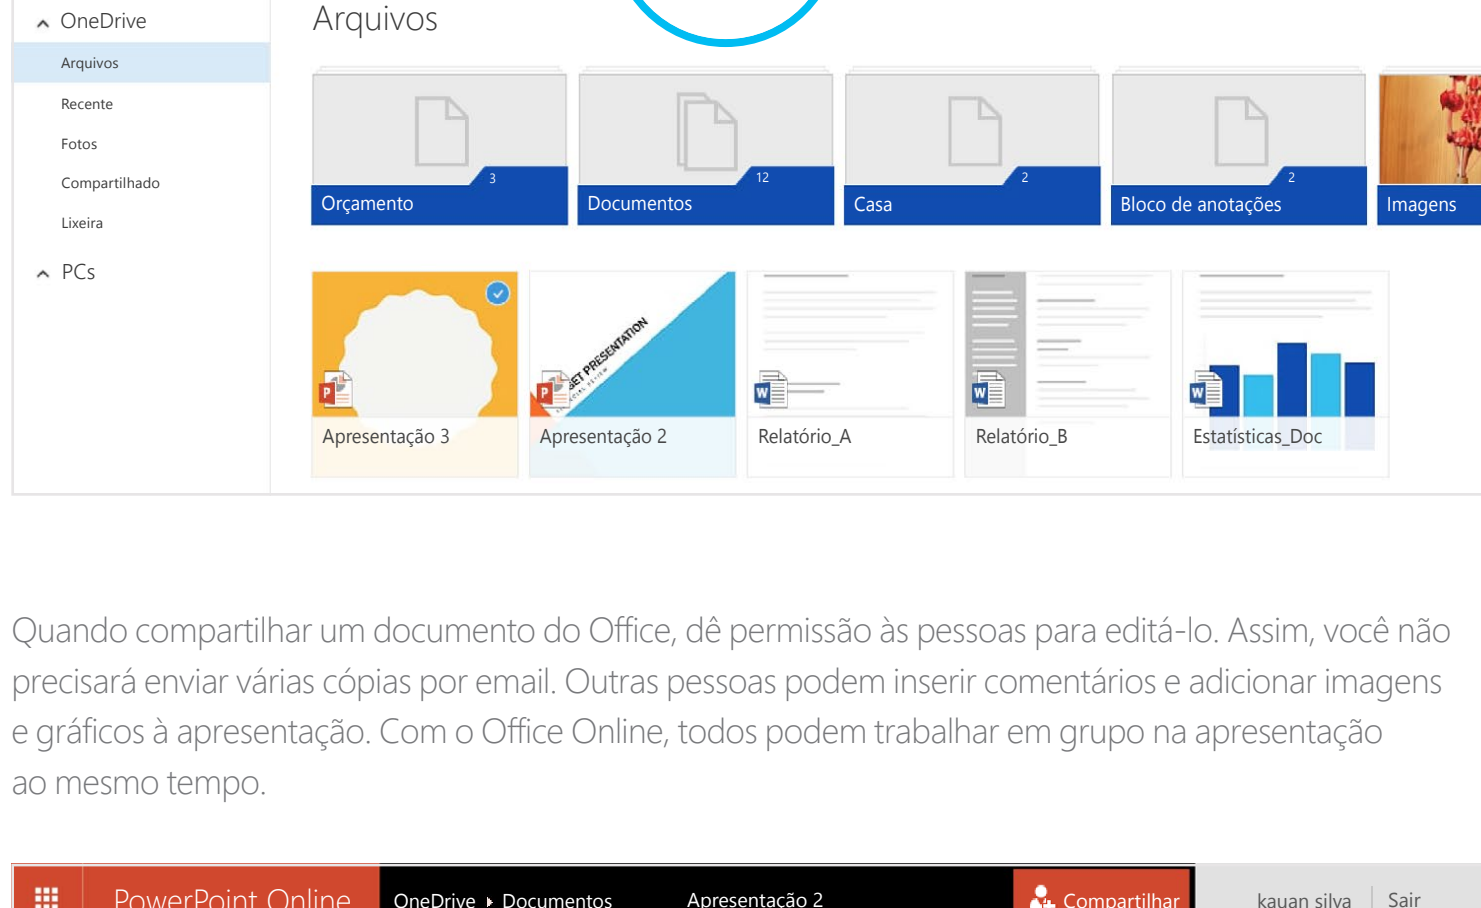 OneDrive
Arquivos
Recente
Fotos
Compartilhado
Lixeira
PCs
Arquivos
3
Orçamento
12
Documentos
2
Casa
2
Bloco de anotações
Imagens
P
Apresentação 3
P
GET PRESENTATION
REVIEW
Apresentação 2
W
Relatório_A
W
Relatório_B
W
Estatísticas_Doc
Quando compartilhar um documento do Office, dê permissão às pessoas para editá-lo. Assim, você não
precisará enviar várias cópias por email. Outras pessoas podem inserir comentários e adicionar imagens
e gráficos à apresentação. Com o Office Online, todos podem trabalhar em grupo na apresentação
ao mesmo tempo.
PowerPoint Online OneDrive ▸ Documentos Apresentação 2 Compartilhar kauan silva Sair